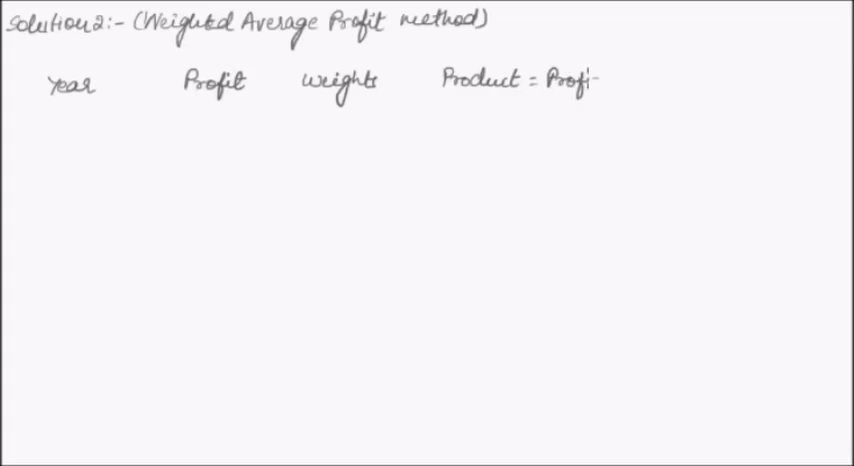 Solution 2:- (Weighted Average Profit method)
Year Profit Weights Product = Profi